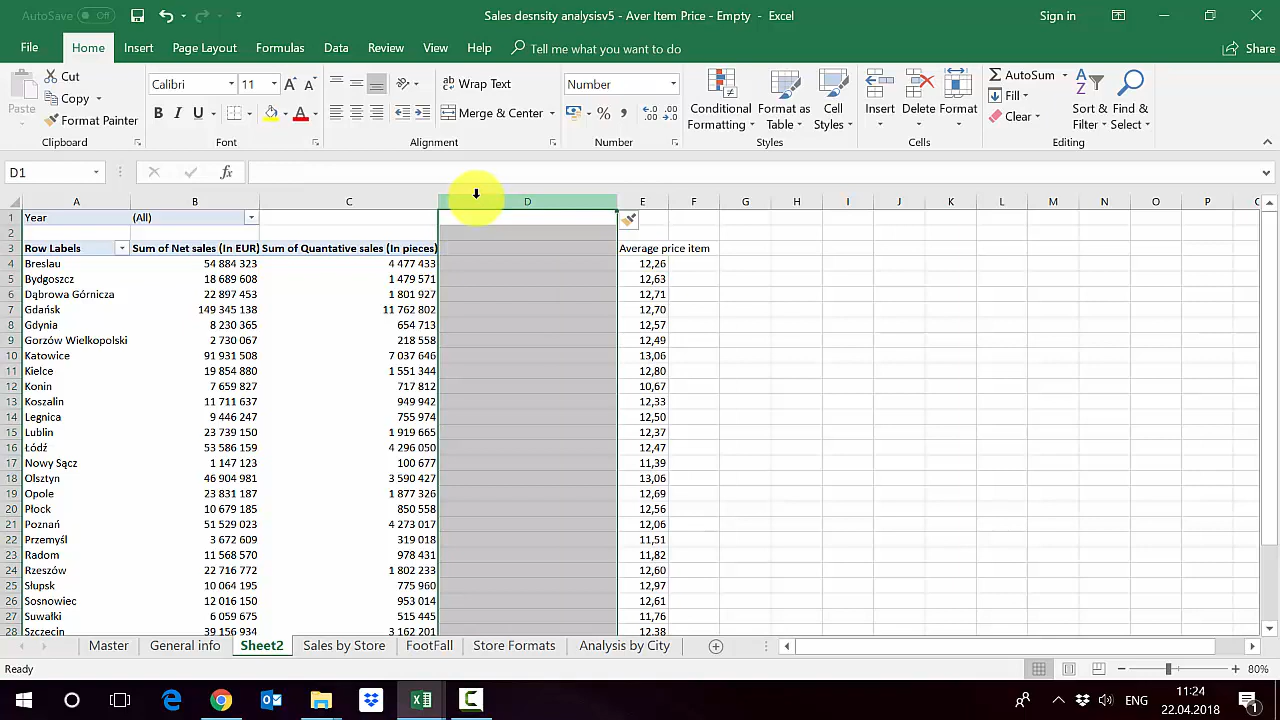 AutoSave Off Sales desnsity analysisv5 - Aver Item Price - Empty - Excel Sign in
File Home Insert Page Layout Formulas Data Review View Help Tell me what you want to do Share
Paste Cut Copy Format Painter Calibri 11 B I U A Wrap Text Merge & Center Number % Conditional Formatting Format as Table Cell Styles Insert Delete Format AutoSum Fill Clear Sort & Filter Find & Select
Clipboard Font Alignment Number Styles Cells Editing
D1 fx
A B C D E F G H I J K L M N O P
1 Year (All)
2
3 Row Labels Sum of Net sales (In EUR) Sum of Quantative sales (In pieces) Average price item
4 Breslau 54 884 323 4 477 433 12,26
5 Bydgoszcz 18 689 608 1 479 571 12,63
6 Dąbrowa Górnicza 22 897 453 1 801 927 12,71
7 Gdańsk 149 345 138 11 762 802 12,70
8 Gdynia 8 230 365 654 713 12,57
9 Gorzów Wielkopolski 2 730 067 218 558 12,49
10 Katowice 91 931 508 7 037 646 13,06
11 Kielce 19 854 880 1 551 344 12,80
12 Konin 7 659 827 717 812 10,67
13 Koszalin 11 711 637 949 942 12,33
14 Legnica 9 446 247 755 974 12,50
15 Lublin 23 739 150 1 919 665 12,37
16 Łódź 53 586 159 4 296 050 12,47
17 Nowy Sącz 1 147 123 100 677 11,39
18 Olsztyn 46 904 981 3 590 427 13,06
19 Opole 23 831 187 1 877 326 12,69
20 Płock 10 679 185 850 558 12,56
21 Poznań 51 529 023 4 273 017 12,06
22 Przemyśl 3 672 609 319 018 11,51
23 Radom 11 568 570 978 431 11,82
24 Rzeszów 22 716 772 1 802 233 12,60
25 Słupsk 10 064 195 775 960 12,97
26 Sosnowiec 12 016 150 953 014 12,61
27 Suwałki 6 059 675 515 445 11,76
28 Szczecin 39 156 934 3 162 201 12,38
Master General info Sheet2 Sales by Store FootFall Store Formats Analysis by City
Ready 80%
ENG 11:24
22.04.2018